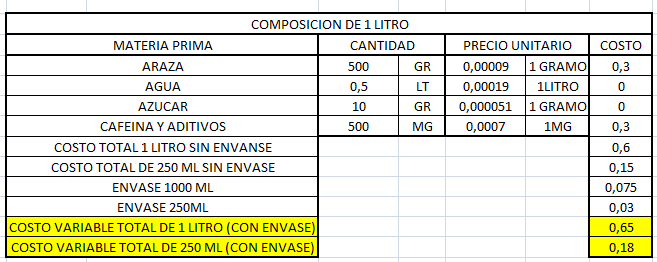 COMPOSICION DE 1 LITRO
MATERIA PRIMA CANTIDAD PRECIO UNITARIO COSTO
ARAZA 500 GR 0,00009 1 GRAMO 0,3
AGUA 0,5 LT 0,00019 1LITRO 0
AZUCAR 10 GR 0,000051 1 GRAMO 0
CAFEINA Y ADITIVOS 500 MG 0,0007 1MG 0,3
COSTO TOTAL 1 LITRO SIN ENVANSE 0,6
COSTO TOTAL DE 250 ML SIN ENVASE 0,15
ENVASE 1000 ML 0,075
ENVASE 250ML 0,03
COSTO VARIABLE TOTAL DE 1 LITRO (CON ENVASE) 0,65
COSTO VARIABLE TOTAL DE 250 ML (CON ENVASE) 0,18